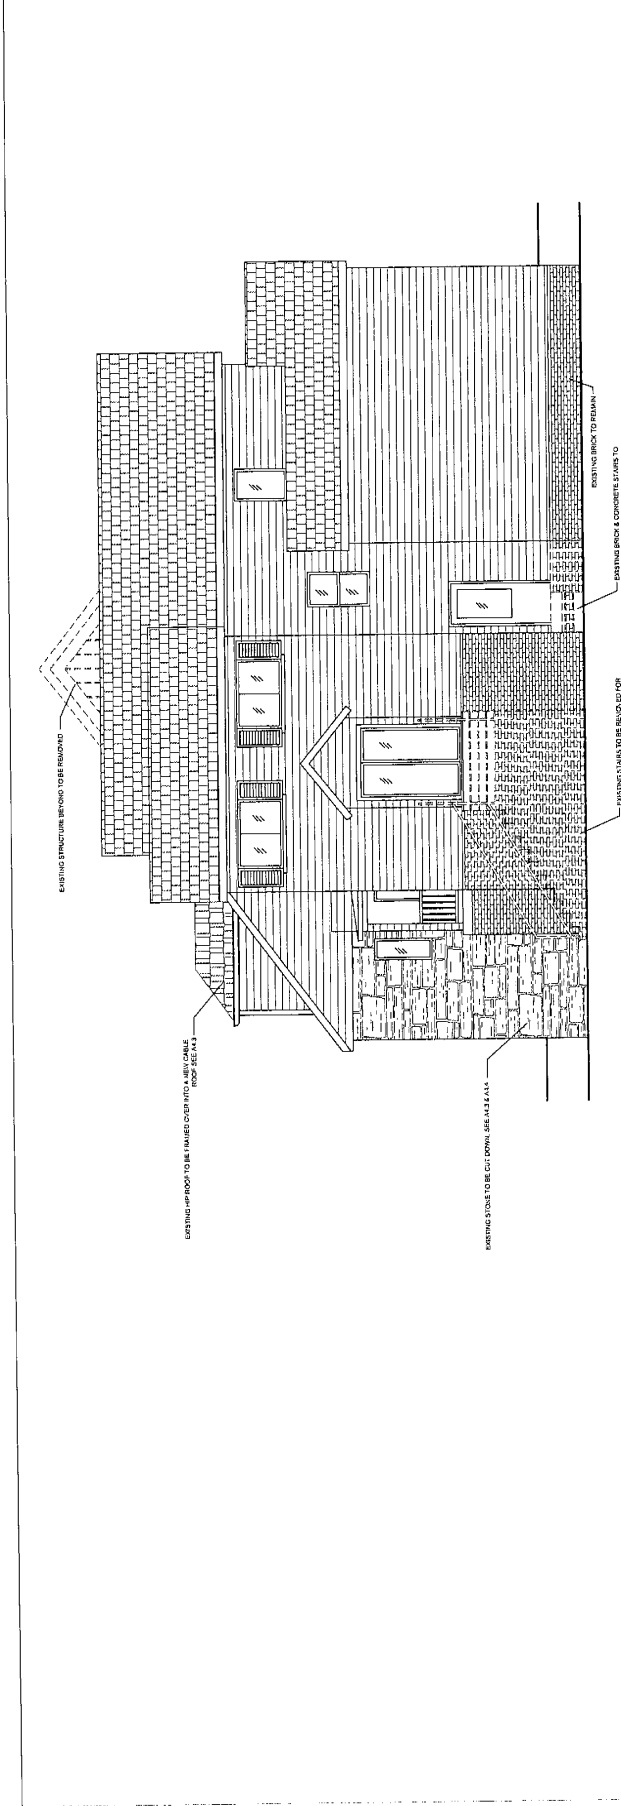 EXISTING STRUCTURE BEYOND TO BE REMOVED
EXISTING HIP ROOF TO BE FRAMED OVER INTO A NEW GABLE
ROOF SEE A4.3
EXISTING STONE TO BE CUT DOWN, SEE A4.3 & A4.4
EXISTING BRICK TO REMAIN
EXISTING BRICK & CONCRETE STAIRS TO
EXISTING STAIRS TO BE REMOVED FOR